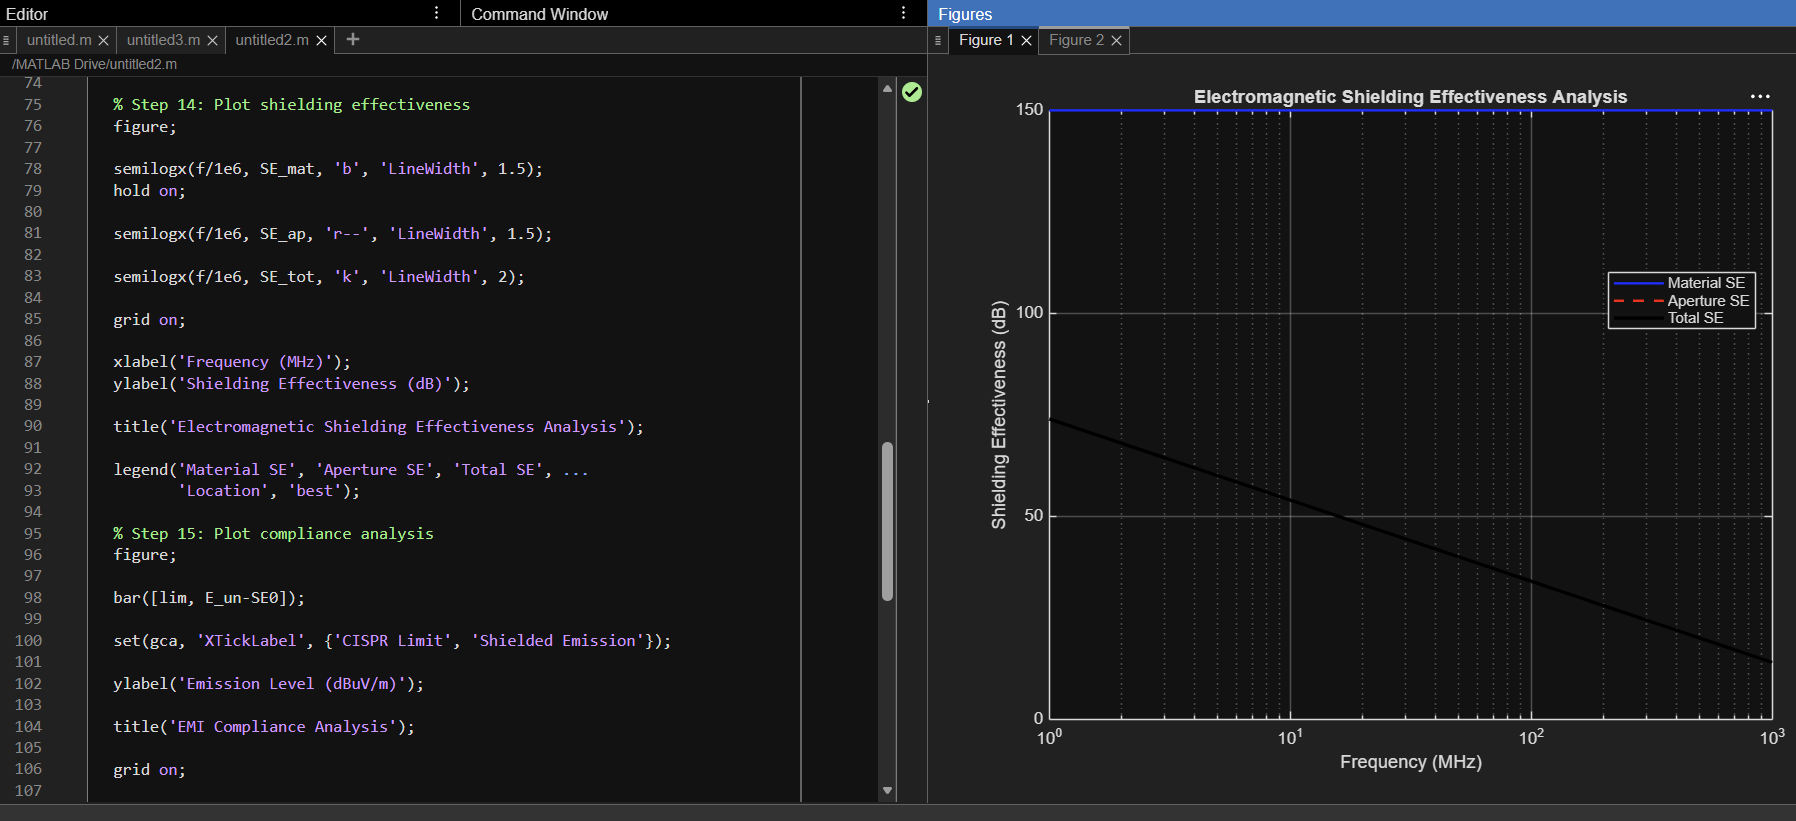 Editor
Command Window
Figures
untitled.m
untitled3.m
untitled2.m
Figure 1
Figure 2
/MATLAB Drive/untitled2.m
74
75 % Step 14: Plot shielding effectiveness
76 figure;
77
78 semilogx(f/1e6, SE_mat, 'b', 'LineWidth', 1.5);
79 hold on;
80
81 semilogx(f/1e6, SE_ap, 'r--', 'LineWidth', 1.5);
82
83 semilogx(f/1e6, SE_tot, 'k', 'LineWidth', 2);
84
85 grid on;
86
87 xlabel('Frequency (MHz)');
88 ylabel('Shielding Effectiveness (dB)');
89
90 title('Electromagnetic Shielding Effectiveness Analysis');
91
92 legend('Material SE', 'Aperture SE', 'Total SE', ...
93 'Location', 'best');
94
95 % Step 15: Plot compliance analysis
96 figure;
97
98 bar([lim, E_un-SE0]);
99
100 set(gca, 'XTickLabel', {'CISPR Limit', 'Shielded Emission'});
101
102 ylabel('Emission Level (dBuV/m)');
103
104 title('EMI Compliance Analysis');
105
106 grid on;
107
Electromagnetic Shielding Effectiveness Analysis
150
100
50
0
Shielding Effectiveness (dB)
Material SE
Aperture SE
Total SE
10⁰ 10¹ 10² 10³
Frequency (MHz)